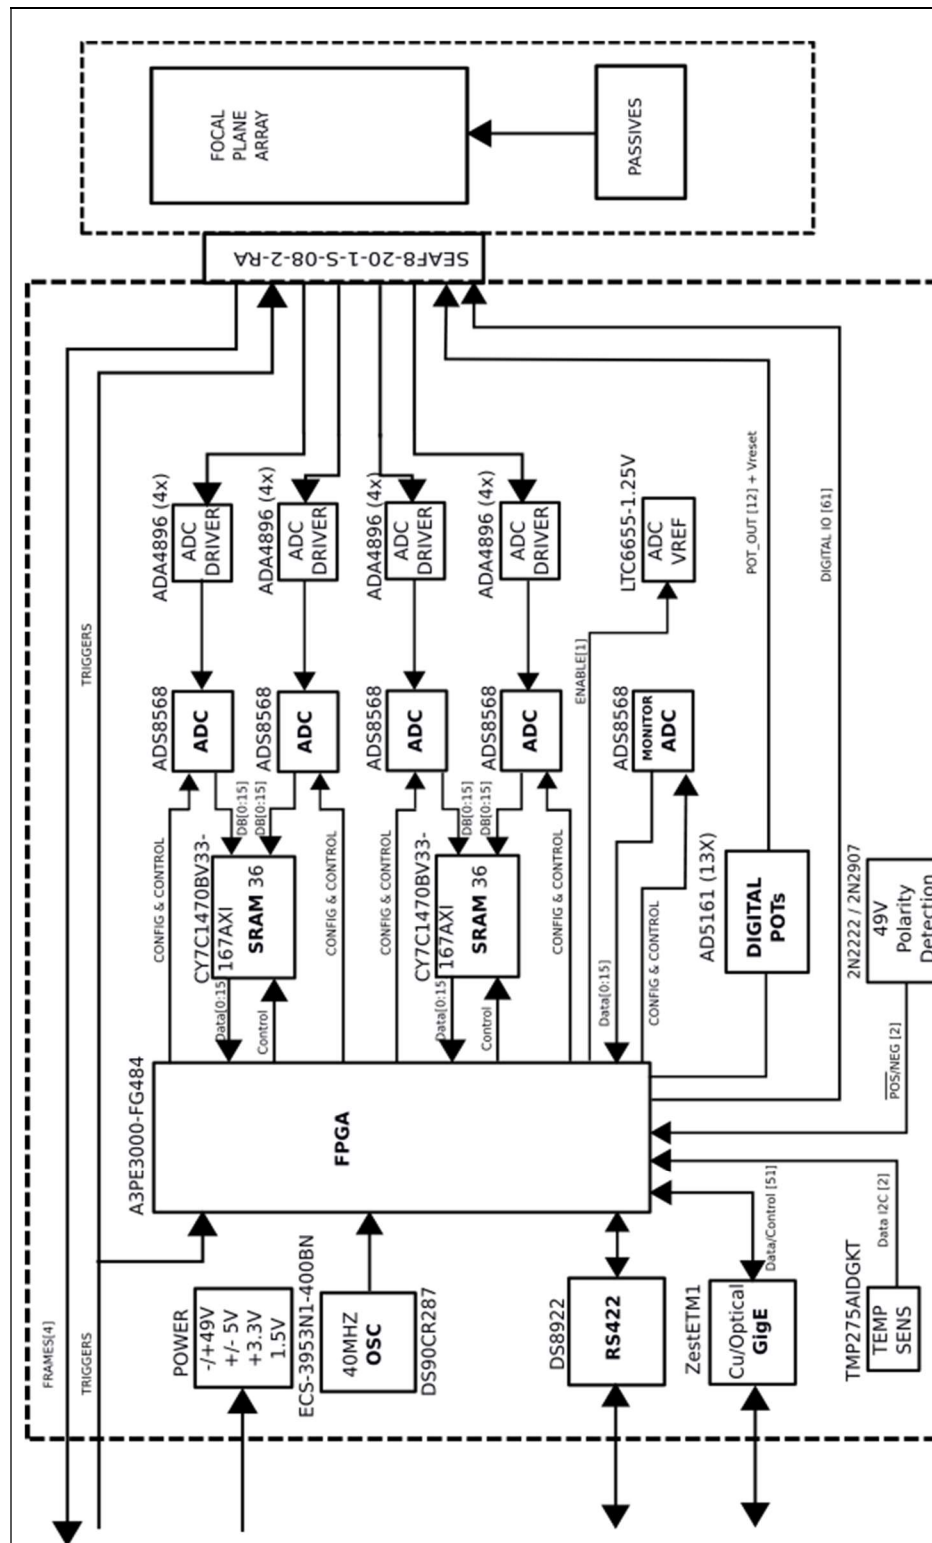 FOCAL
PLANE
ARRAY
PASSIVES
SEAF8-20-1-S-08-2-RA
TRIGGERS
ADA4896 (4x)
ADC
DRIVER
ADA4896 (4x)
ADC
DRIVER
ADA4896 (4x)
ADC
DRIVER
ADA4896 (4x)
ADC
DRIVER
LTC6655-1.25V
ADC
VREF
POT_OUT [12] + Vreset
DIGITAL IO [61]
ENABLE[1]
ADS8568
ADC
ADS8568
ADC
ADS8568
ADC
ADS8568
ADC
ADS8568
MONITOR
ADC
CONFIG & CONTROL
DB[0:15]
DB[0:15]
CONFIG & CONTROL
CONFIG & CONTROL
DB[0:15]
DB[0:15]
CONFIG & CONTROL
CY7C1470BV33-
167AXI
SRAM 36
CY7C1470BV33-
167AXI
SRAM 36
Data[0:15]
Control
Data[0:15]
Control
Data[0:15]
CONFIG & CONTROL
AD5161 (13X)
DIGITAL
POTs
2N2222 / 2N2907
49V
Polarity
Detection
POS/NEG [2]
A3PE3000-FG484
FPGA
FRAMES[4]
TRIGGERS
POWER
-/+49V
+/- 5V
+3.3V
1.5V
ECS-3953N1-400BN
40MHZ
OSC
DS90CR287
DS8922
RS422
ZestETM1
Cu/Optical
GigE
Data/Control [51]
TMP275AIDGKT
TEMP
SENS
Data I2C [2]